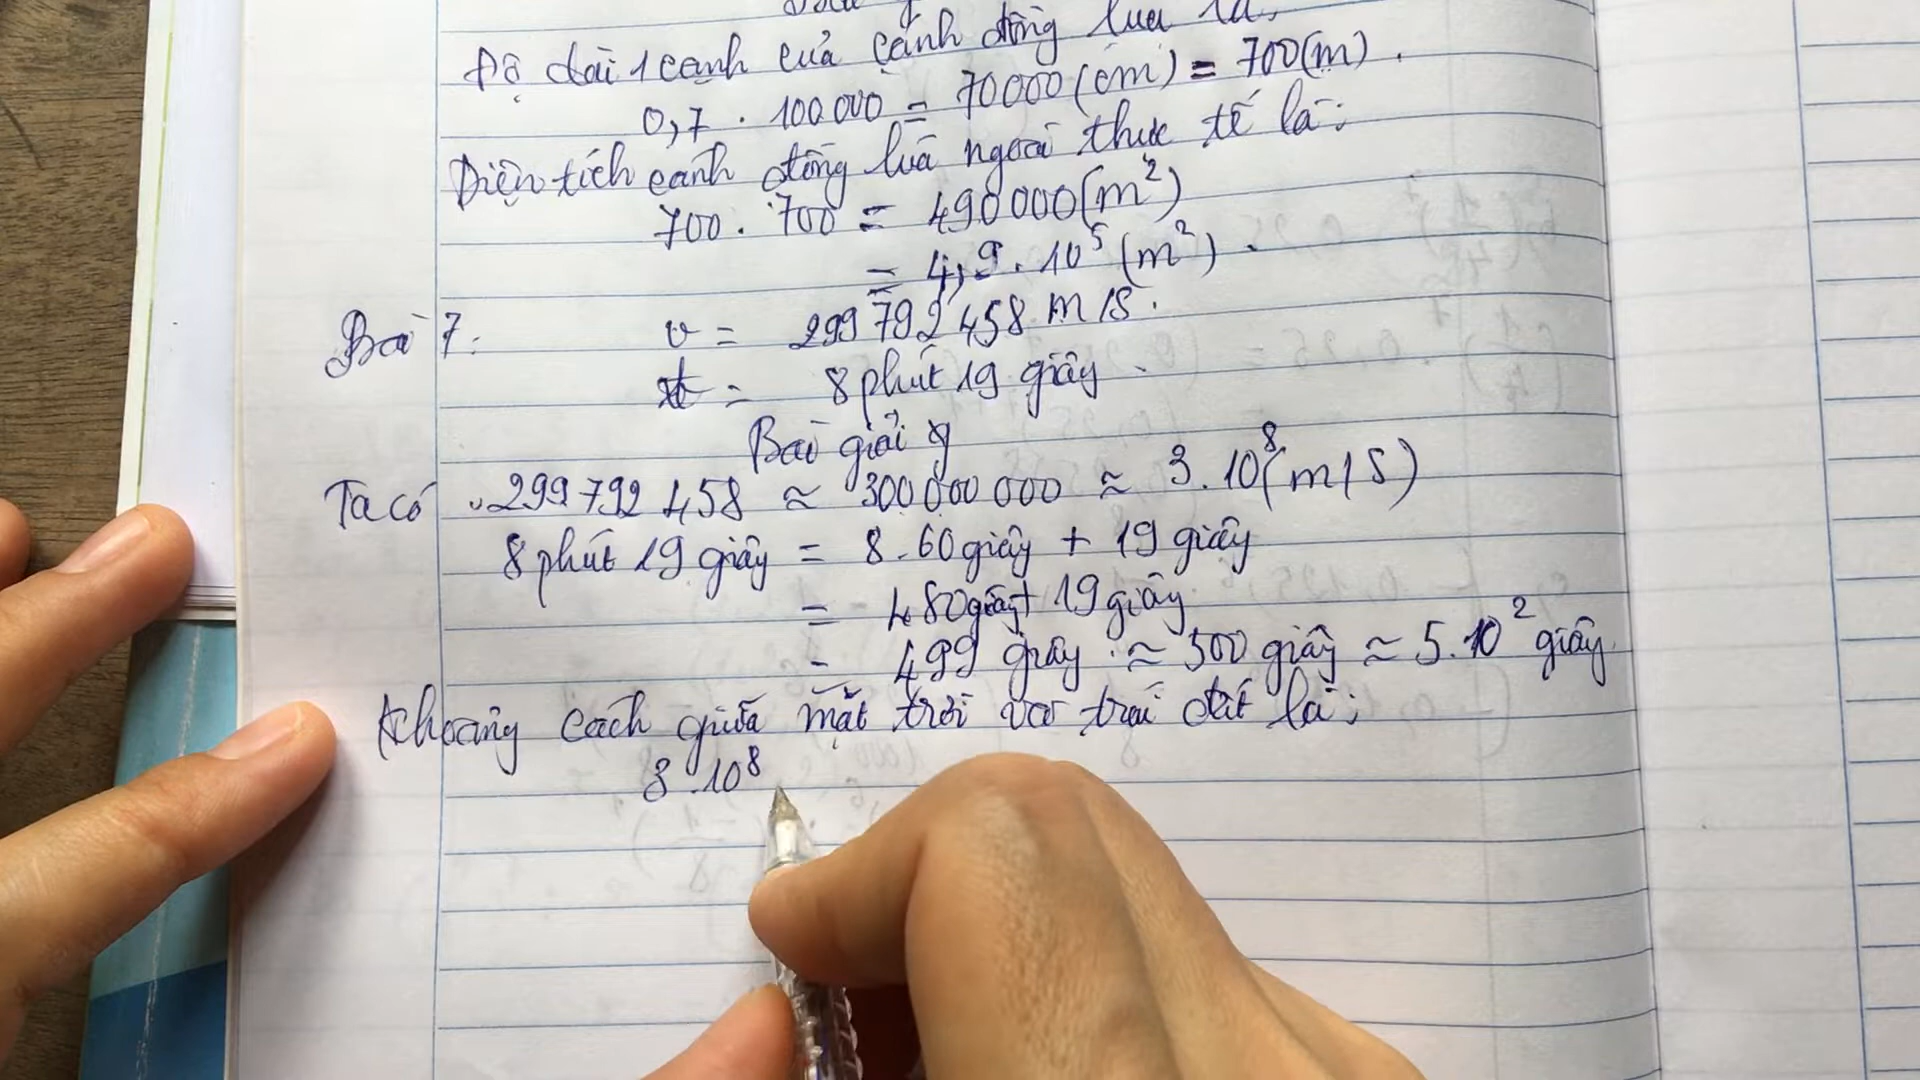 Độ dài 1 cạnh của cánh đồng lúa là:
0,7 . 100 000 = 70000 (cm) = 700(m).
Diện tích cánh đồng lúa ngoài thực tế là:
700 . 700 = 490 000(m²)
= 4,9 . 10⁵ (m²).
Bài 7: v = 299 792 458 m/s.
t = 8 phút 19 giây.
Bài giải
Ta có 299 792 458 ≈ 300 000 000 ≈ 3.10⁸(m/s)
8 phút 19 giây = 8.60 giây + 19 giây
= 480 giây + 19 giây
= 499 giây ≈ 500 giây ≈ 5.10² giây.
Khoảng cách giữa mặt trời và trái đất là:
3.10⁸